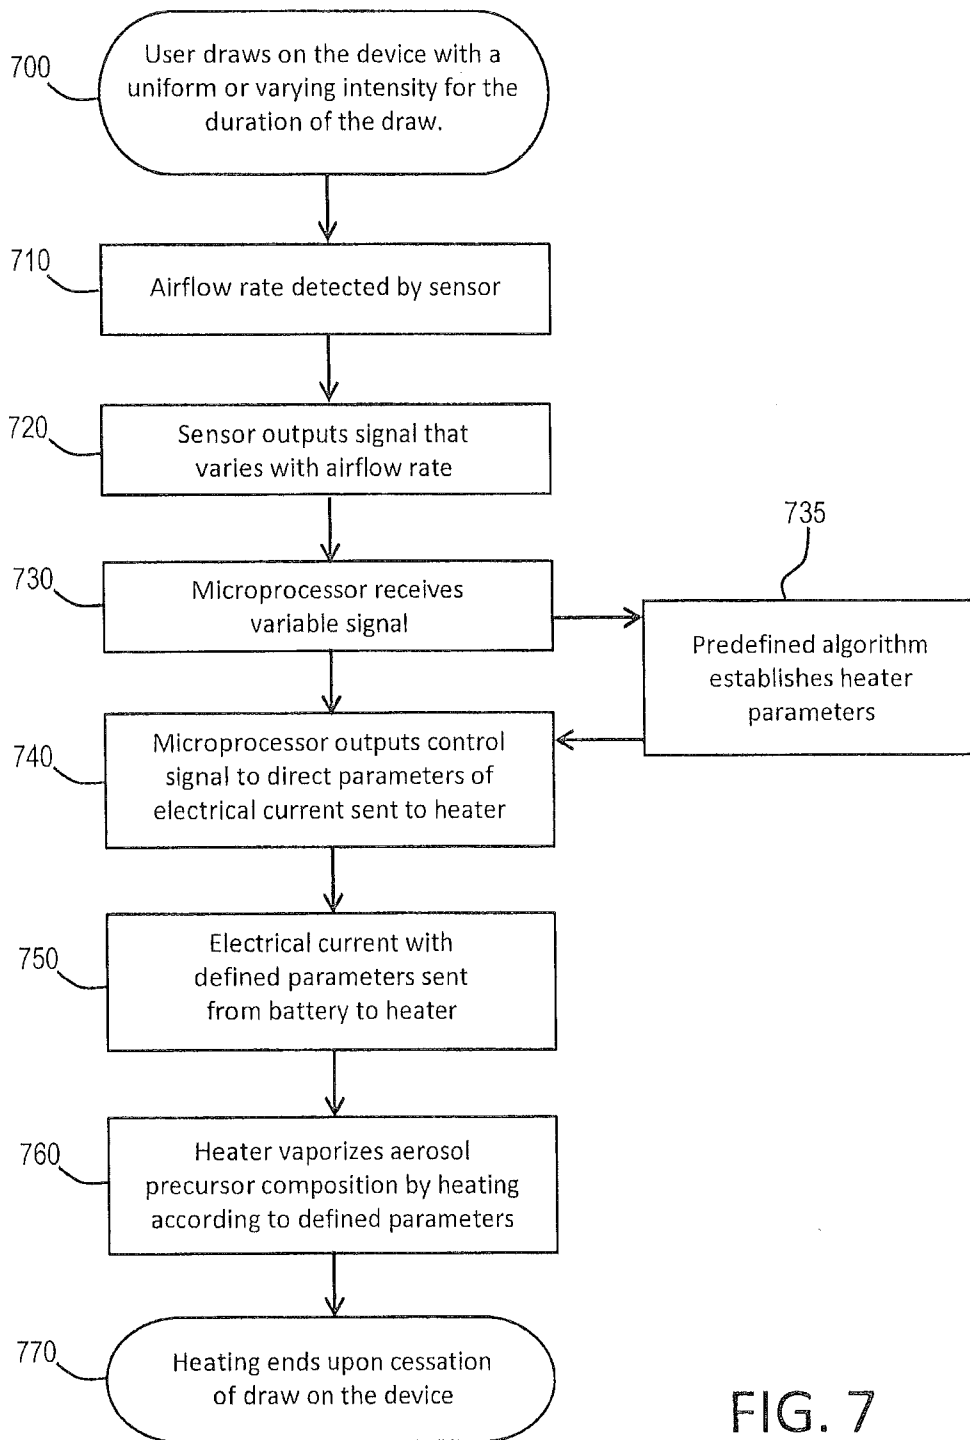 700
User draws on the device with a
uniform or varying intensity for the
duration of the draw.
710
Airflow rate detected by sensor
720
Sensor outputs signal that
varies with airflow rate
730
Microprocessor receives
variable signal
735
Predefined algorithm
establishes heater
parameters
740
Microprocessor outputs control
signal to direct parameters of
electrical current sent to heater
750
Electrical current with
defined parameters sent
from battery to heater
760
Heater vaporizes aerosol
precursor composition by heating
according to defined parameters
770
Heating ends upon cessation
of draw on the device
FIG. 7